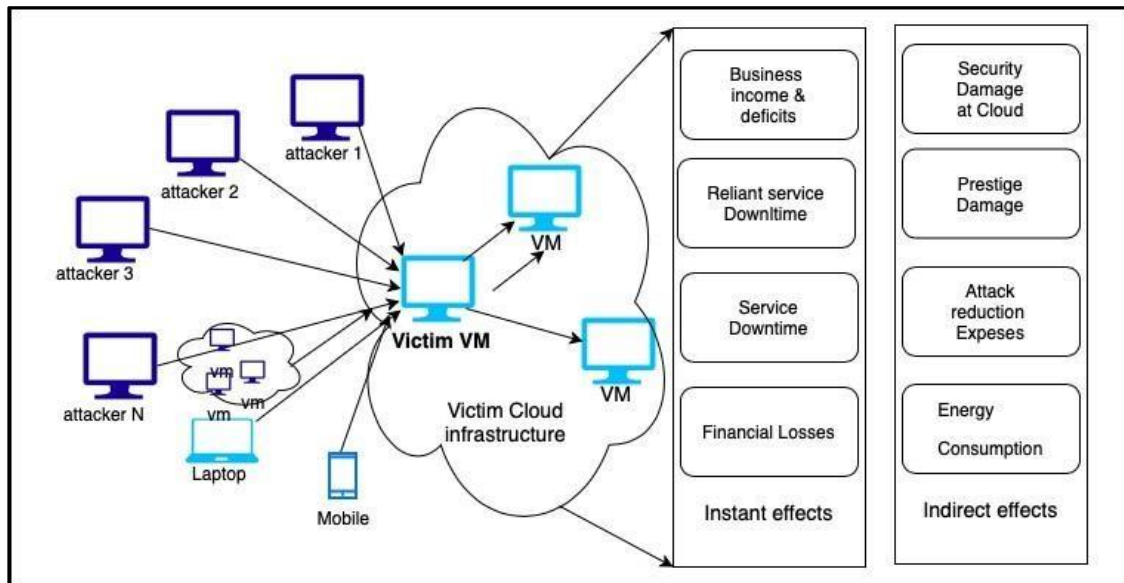 attacker 1
attacker 2
attacker 3
attacker N
vm
vm
vm
Laptop
Mobile
Victim VM
VM
VM
Victim Cloud
infrastructure
Business
income &
deficits
Reliant service
Downltime
Service
Downtime
Financial Losses
Instant effects
Security
Damage
at Cloud
Prestige
Damage
Attack
reduction
Expeses
Energy
Consumption
Indirect effects